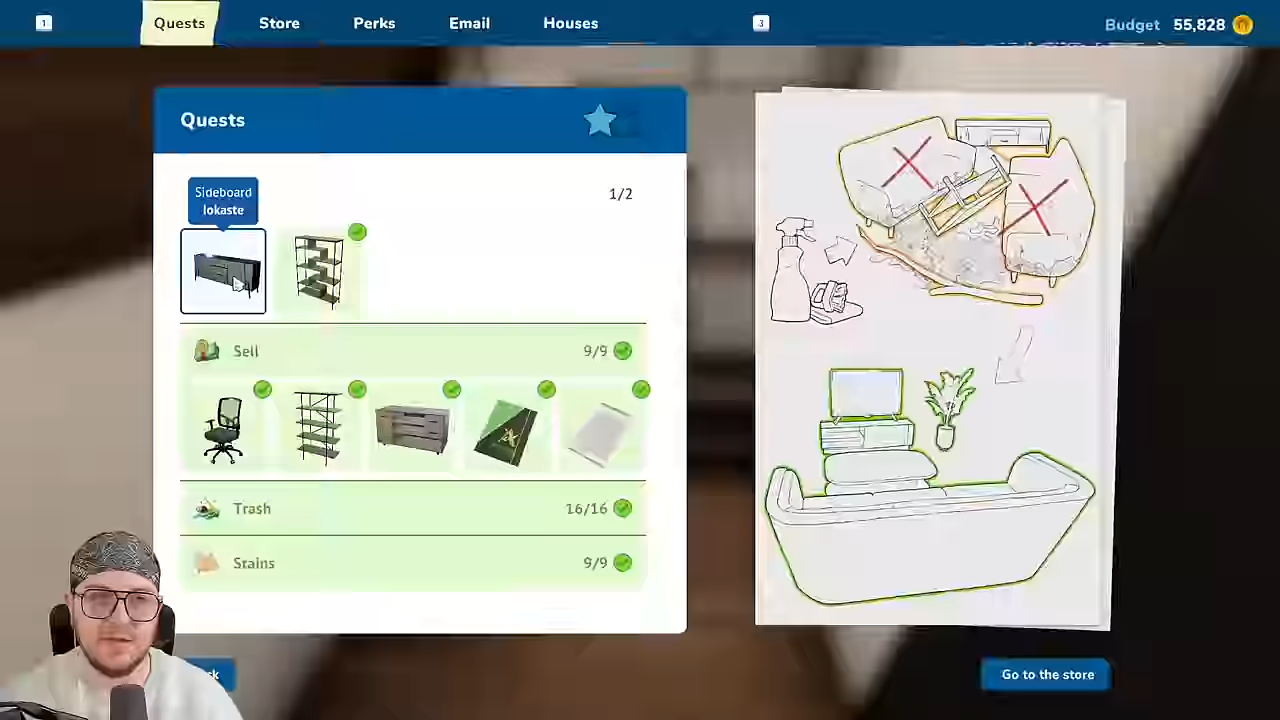 1 Quests Store Perks Email Houses 3 Budget 55,828
Quests
Sideboard
lokaste
1/2
Sell 9/9
Trash 16/16
Stains 9/9
Go to the store